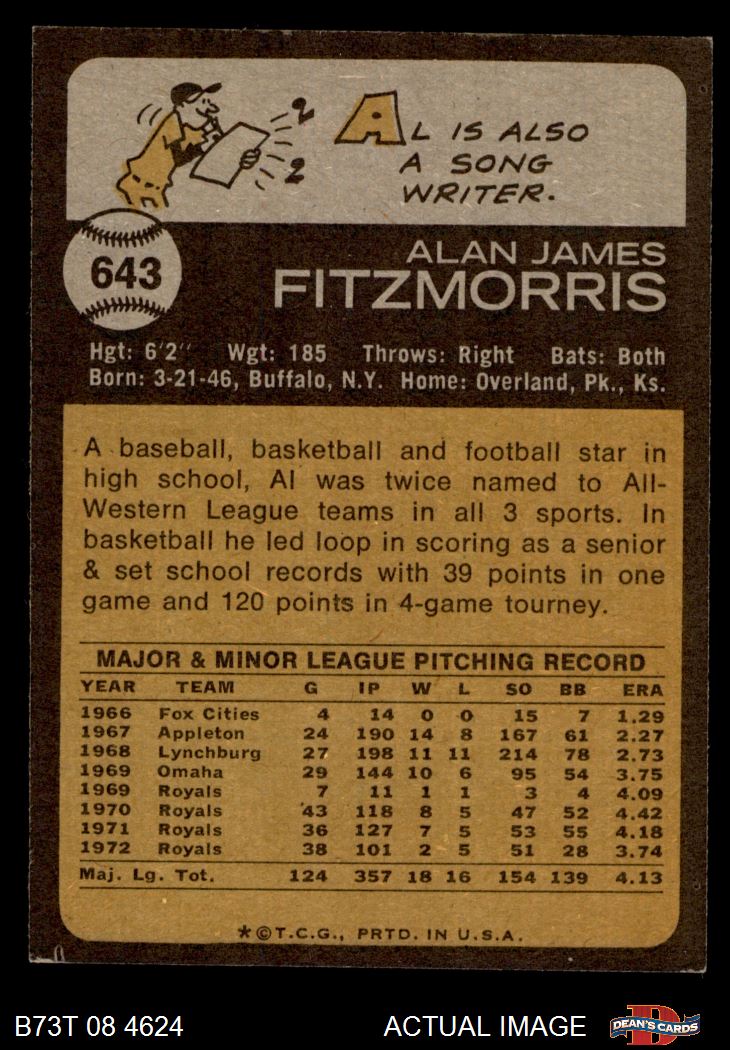 2
2
AL IS ALSO
A SONG
WRITER.
643
ALAN JAMES
FITZMORRIS
Hgt: 6'2" Wgt: 185 Throws: Right Bats: Both
Born: 3-21-46, Buffalo, N.Y. Home: Overland, Pk., Ks.
A baseball, basketball and football star in
high school, Al was twice named to All-
Western League teams in all 3 sports. In
basketball he led loop in scoring as a senior
& set school records with 39 points in one
game and 120 points in 4-game tourney.
MAJOR & MINOR LEAGUE PITCHING RECORD
YEAR TEAM G IP W L SO BB ERA
1966 Fox Cities 4 14 0 0 15 7 1.29
1967 Appleton 24 190 14 8 167 61 2.27
1968 Lynchburg 27 198 11 11 214 78 2.73
1969 Omaha 29 144 10 6 95 54 3.75
1969 Royals 7 11 1 1 3 4 4.09
1970 Royals 43 118 8 5 47 52 4.42
1971 Royals 36 127 7 5 53 55 4.18
1972 Royals 38 101 2 5 51 28 3.74
Maj. Lg. Tot. 124 357 18 16 154 139 4.13
*©T.C.G., PRTD. IN U.S.A.
B73T 08 4624 ACTUAL IMAGE D DEAN'S CARDS